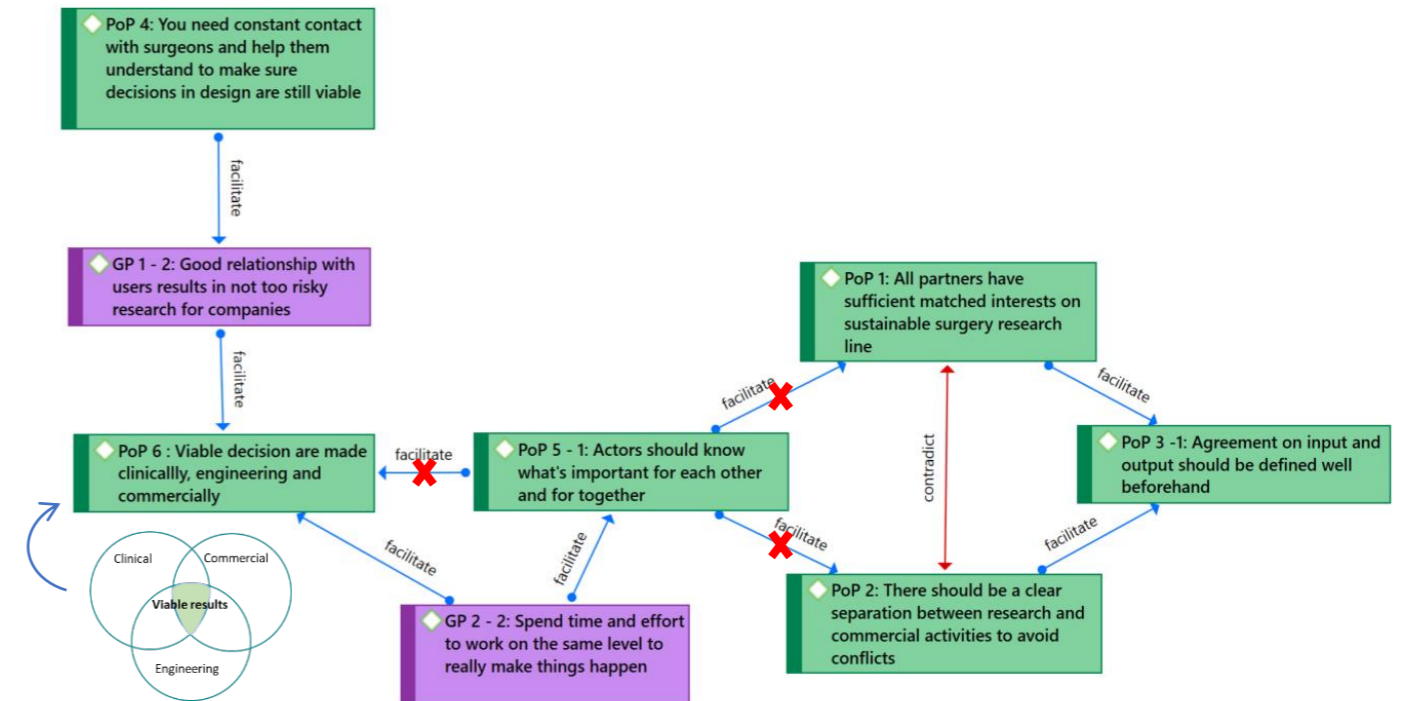 PoP 4: You need constant contact
with surgeons and help them
understand to make sure
decisions in design are still viable
facilitate
GP 1 - 2: Good relationship with
users results in not too risky
research for companies
facilitate
PoP 6 : Viable decision are made
clinicallly, engineering and
commercially
facilitate
PoP 5 - 1: Actors should know
what's important for each other
and for together
facilitate
PoP 1: All partners have
sufficient matched interests on
sustainable surgery research
line
facilitate
contradict
PoP 3 -1: Agreement on input and
output should be defined well
beforehand
facilitate
facilitate
PoP 2: There should be a clear
separation between research and
commercial activities to avoid
conflicts
facilitate
facilitate
GP 2 - 2: Spend time and effort
to work on the same level to
really make things happen
Clinical
Commercial
Viable results
Engineering